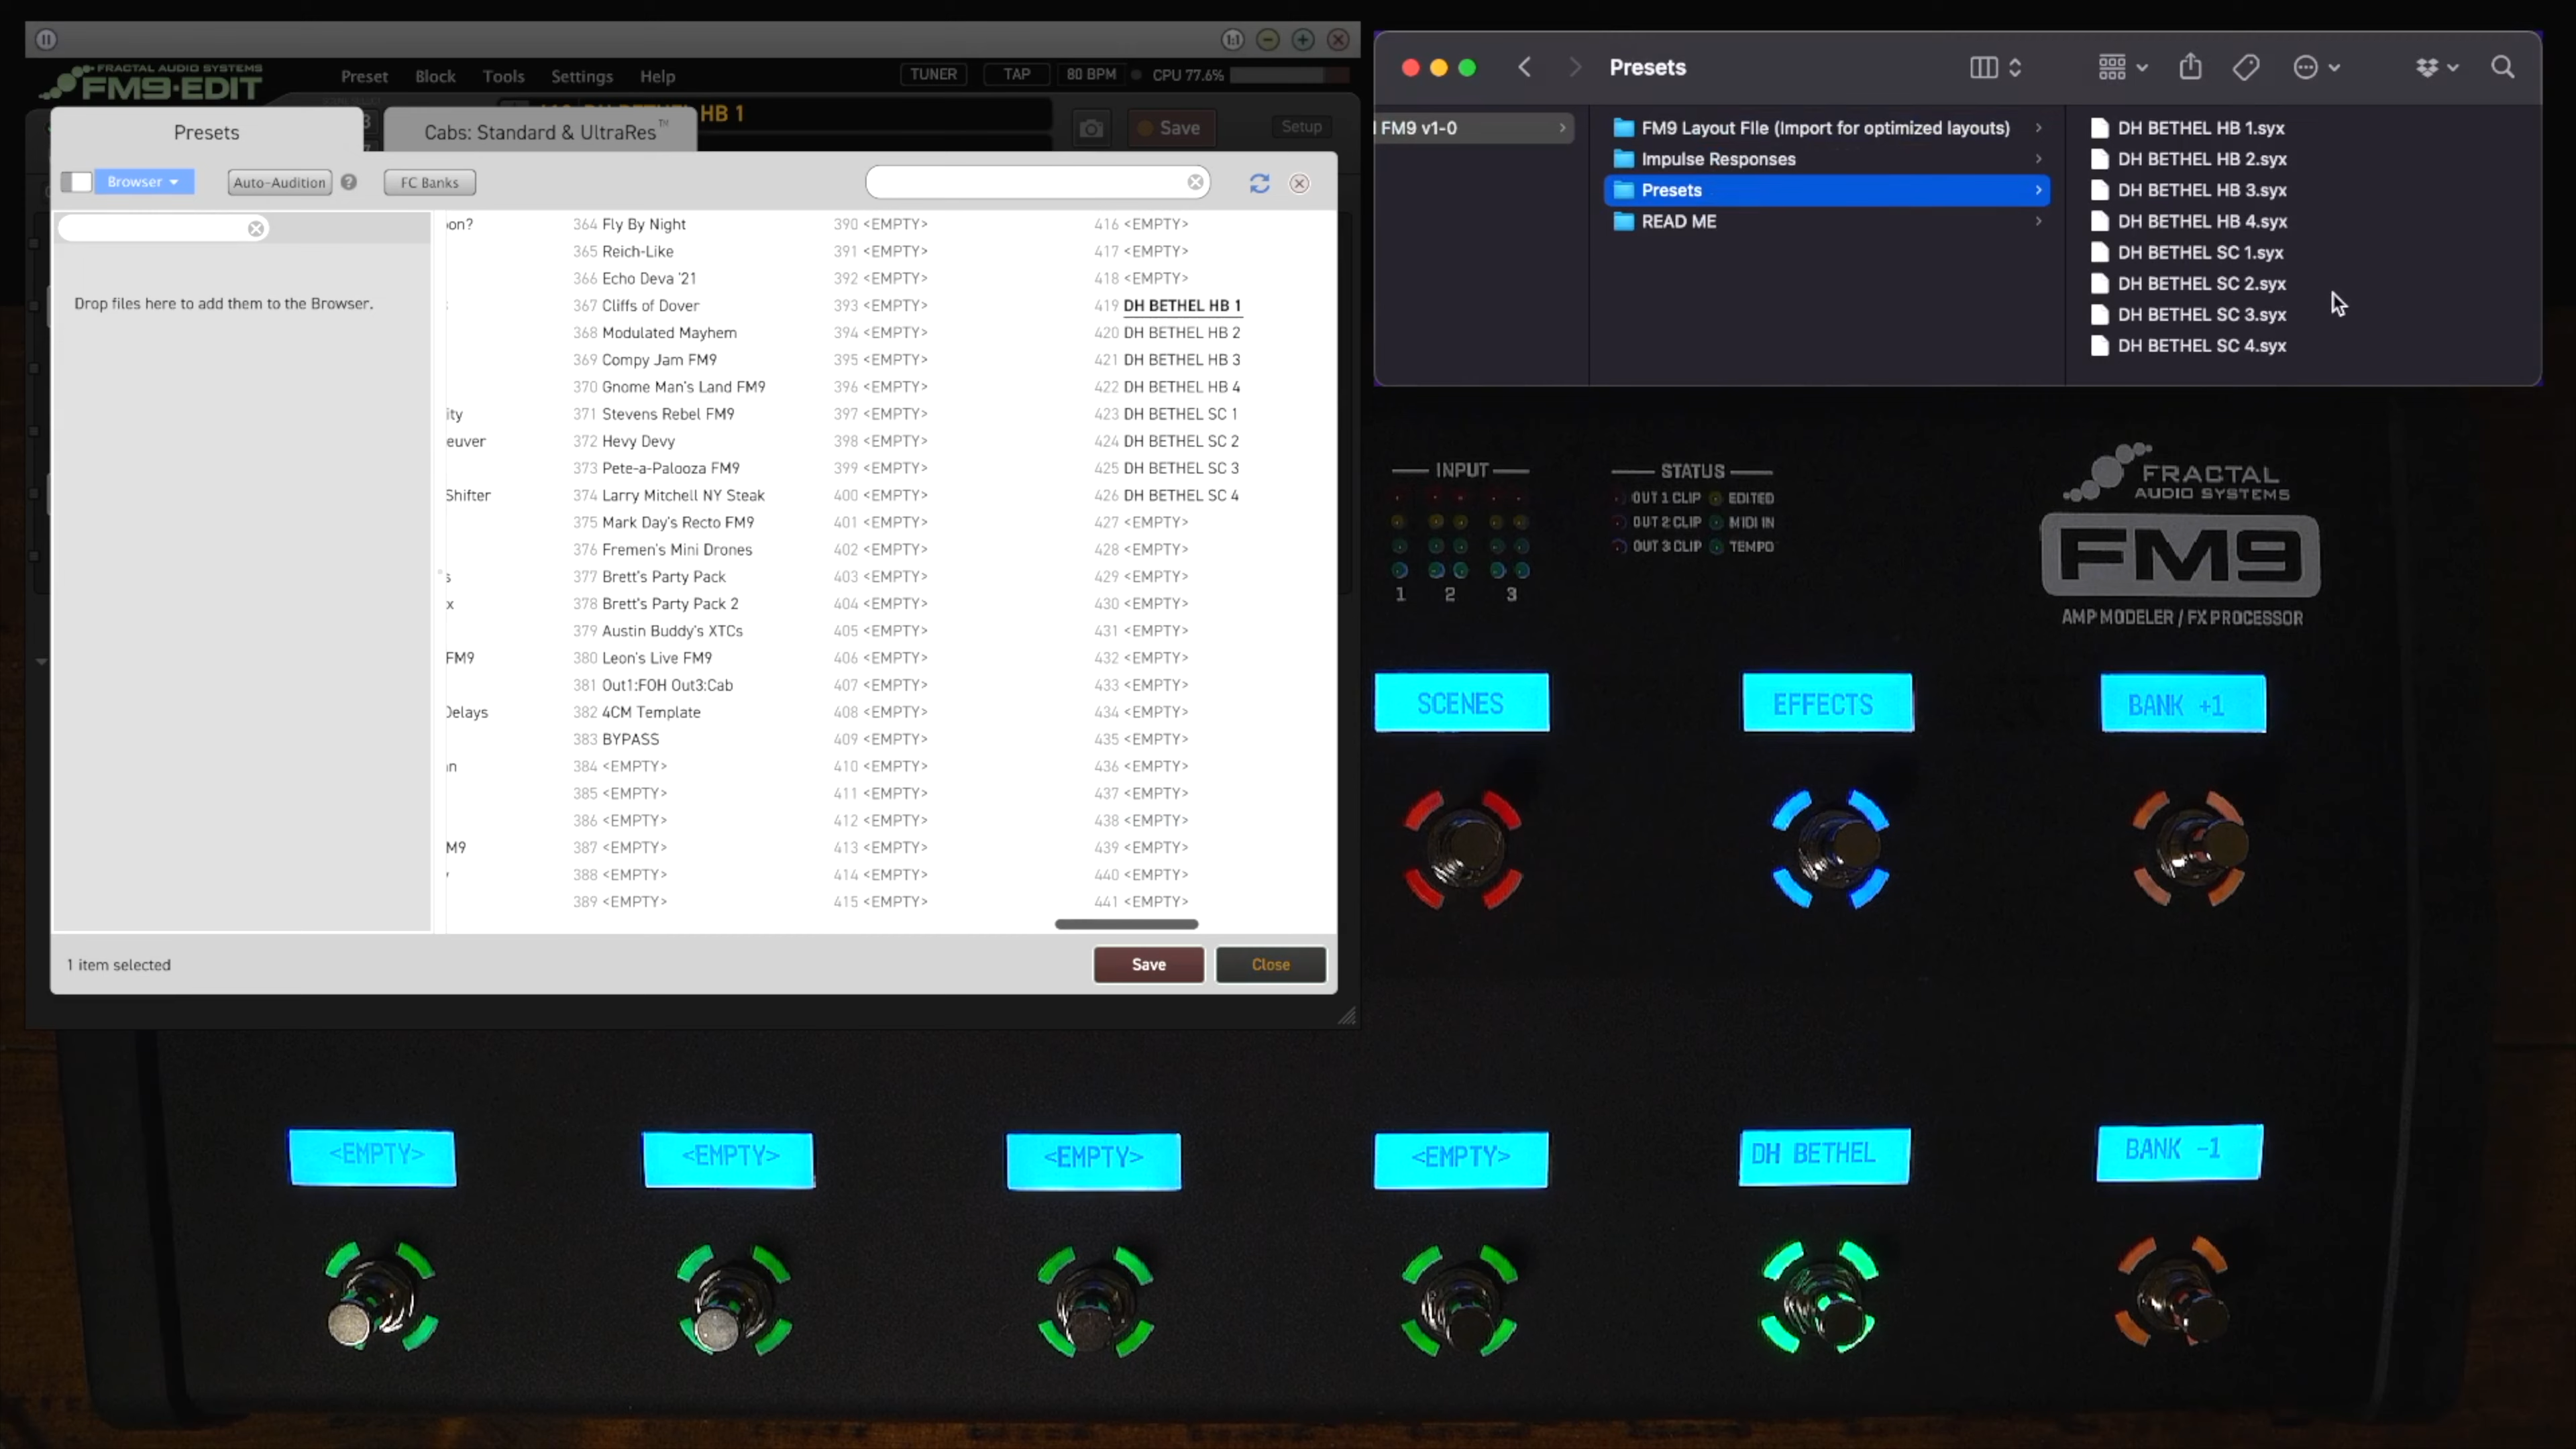 FRACTAL AUDIO SYSTEMS
FM9-EDIT
Preset Block Tools Settings Help
TUNER TAP 80 BPM CPU 77.6%
HB 1
Save
Setup
Presets
Cabs: Standard & UltraRes™
Browser
Auto-Audition
?
FC Banks
Drop files here to add them to the Browser.
on?
ity
euver
Shifter
s
x
FM9
Delays
an
M9
364 Fly By Night
365 Reich-Like
366 Echo Deva '21
367 Cliffs of Dover
368 Modulated Mayhem
369 Compy Jam FM9
370 Gnome Man's Land FM9
371 Stevens Rebel FM9
372 Hevy Devy
373 Pete-a-Palooza FM9
374 Larry Mitchell NY Steak
375 Mark Day's Recto FM9
376 Fremen's Mini Drones
377 Brett's Party Pack
378 Brett's Party Pack 2
379 Austin Buddy's XTCs
380 Leon's Live FM9
381 Out1:FOH Out3:Cab
382 4CM Template
383 BYPASS
384 <EMPTY>
385 <EMPTY>
386 <EMPTY>
387 <EMPTY>
388 <EMPTY>
389 <EMPTY>
390 <EMPTY>
391 <EMPTY>
392 <EMPTY>
393 <EMPTY>
394 <EMPTY>
395 <EMPTY>
396 <EMPTY>
397 <EMPTY>
398 <EMPTY>
399 <EMPTY>
400 <EMPTY>
401 <EMPTY>
402 <EMPTY>
403 <EMPTY>
404 <EMPTY>
405 <EMPTY>
406 <EMPTY>
407 <EMPTY>
408 <EMPTY>
409 <EMPTY>
410 <EMPTY>
411 <EMPTY>
412 <EMPTY>
413 <EMPTY>
414 <EMPTY>
415 <EMPTY>
416 <EMPTY>
417 <EMPTY>
418 <EMPTY>
419 DH BETHEL HB 1
420 DH BETHEL HB 2
421 DH BETHEL HB 3
422 DH BETHEL HB 4
423 DH BETHEL SC 1
424 DH BETHEL SC 2
425 DH BETHEL SC 3
426 DH BETHEL SC 4
427 <EMPTY>
428 <EMPTY>
429 <EMPTY>
430 <EMPTY>
431 <EMPTY>
432 <EMPTY>
433 <EMPTY>
434 <EMPTY>
435 <EMPTY>
436 <EMPTY>
437 <EMPTY>
438 <EMPTY>
439 <EMPTY>
440 <EMPTY>
441 <EMPTY>
1 item selected
Save
Close
Presets
FM9 v1-0
FM9 Layout FIle (Import for optimized layouts)
Impulse Responses
Presets
READ ME
DH BETHEL HB 1.syx
DH BETHEL HB 2.syx
DH BETHEL HB 3.syx
DH BETHEL HB 4.syx
DH BETHEL SC 1.syx
DH BETHEL SC 2.syx
DH BETHEL SC 3.syx
DH BETHEL SC 4.syx
INPUT
1 2 3
STATUS
OUT 1 CLIP EDITED
OUT 2 CLIP MIDI IN
OUT 3 CLIP TEMPO
FRACTAL
AUDIO SYSTEMS
FM9
AMP MODELER / FX PROCESSOR
SCENES
EFFECTS
BANK +1
<EMPTY>
<EMPTY>
<EMPTY>
<EMPTY>
DH BETHEL
BANK -1